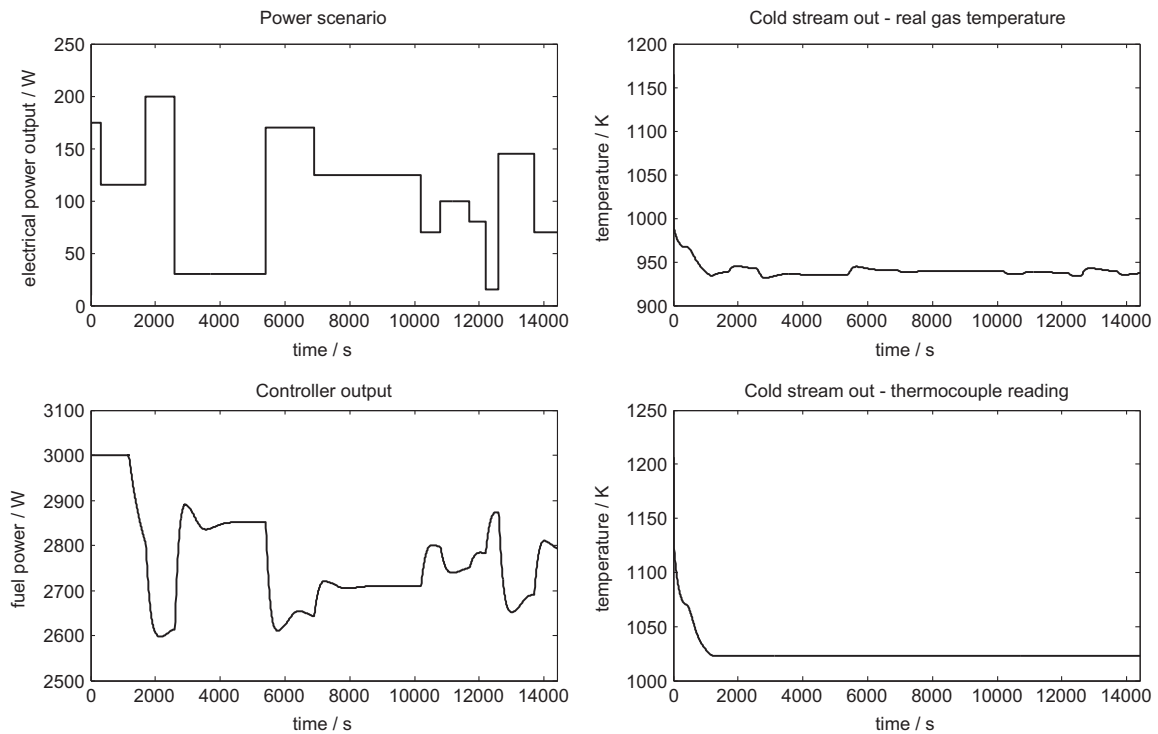 Power scenario
electrical power output / W
250
200
150
100
50
0
0 2000 4000 6000 8000 10000 12000 14000
time / s
Cold stream out - real gas temperature
temperature / K
1200
1150
1100
1050
1000
950
900
0 2000 4000 6000 8000 10000 12000 14000
time / s
Controller output
fuel power / W
3100
3000
2900
2800
2700
2600
2500
0 2000 4000 6000 8000 10000 12000 14000
time / s
Cold stream out - thermocouple reading
temperature / K
1250
1200
1150
1100
1050
1000
0 2000 4000 6000 8000 10000 12000 14000
time / s